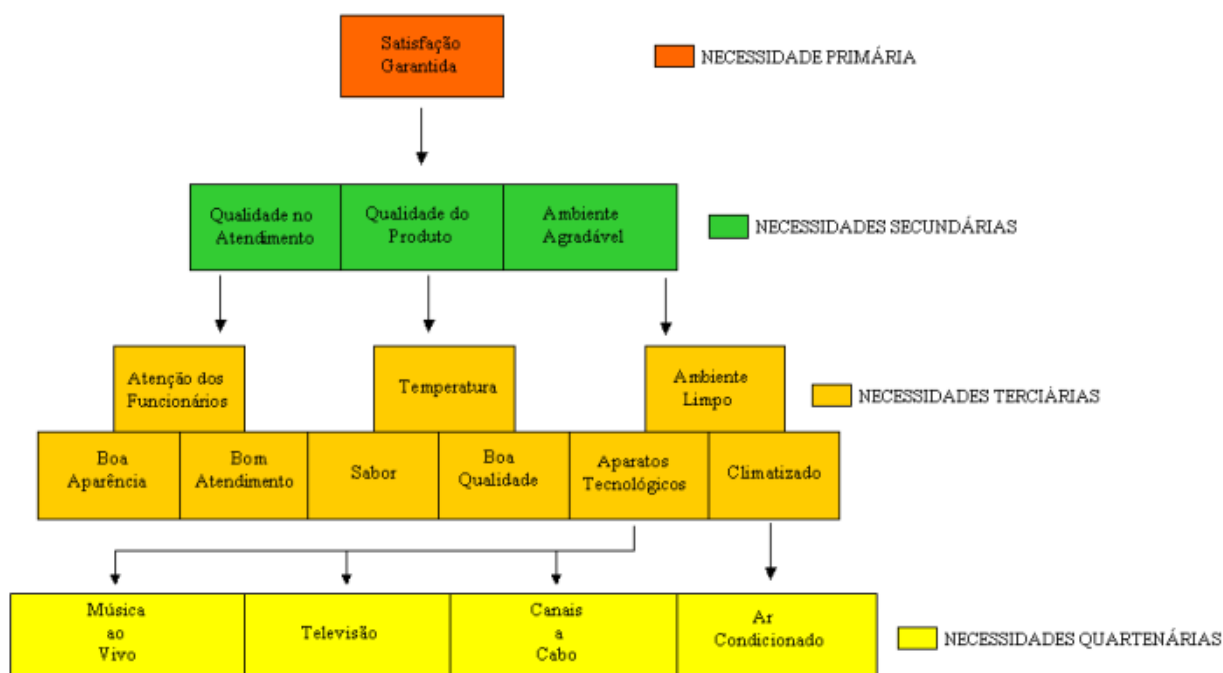 Satisfação
Garantida
NECESSIDADE PRIMÁRIA
Qualidade no
Atendimento
Qualidade do
Produto
Ambiente
Agradável
NECESSIDADES SECUNDÁRIAS
Atenção dos
Funcionários
Temperatura
Ambiente
Limpo
NECESSIDADES TERCIÁRIAS
Boa
Aparência
Bom
Atendimento
Sabor
Boa
Qualidade
Aparatos
Tecnológicos
Climatizado
Música
ao
Vivo
Televisão
Canais
a
Cabo
Ar
Condicionado
NECESSIDADES QUARTENÁRIAS